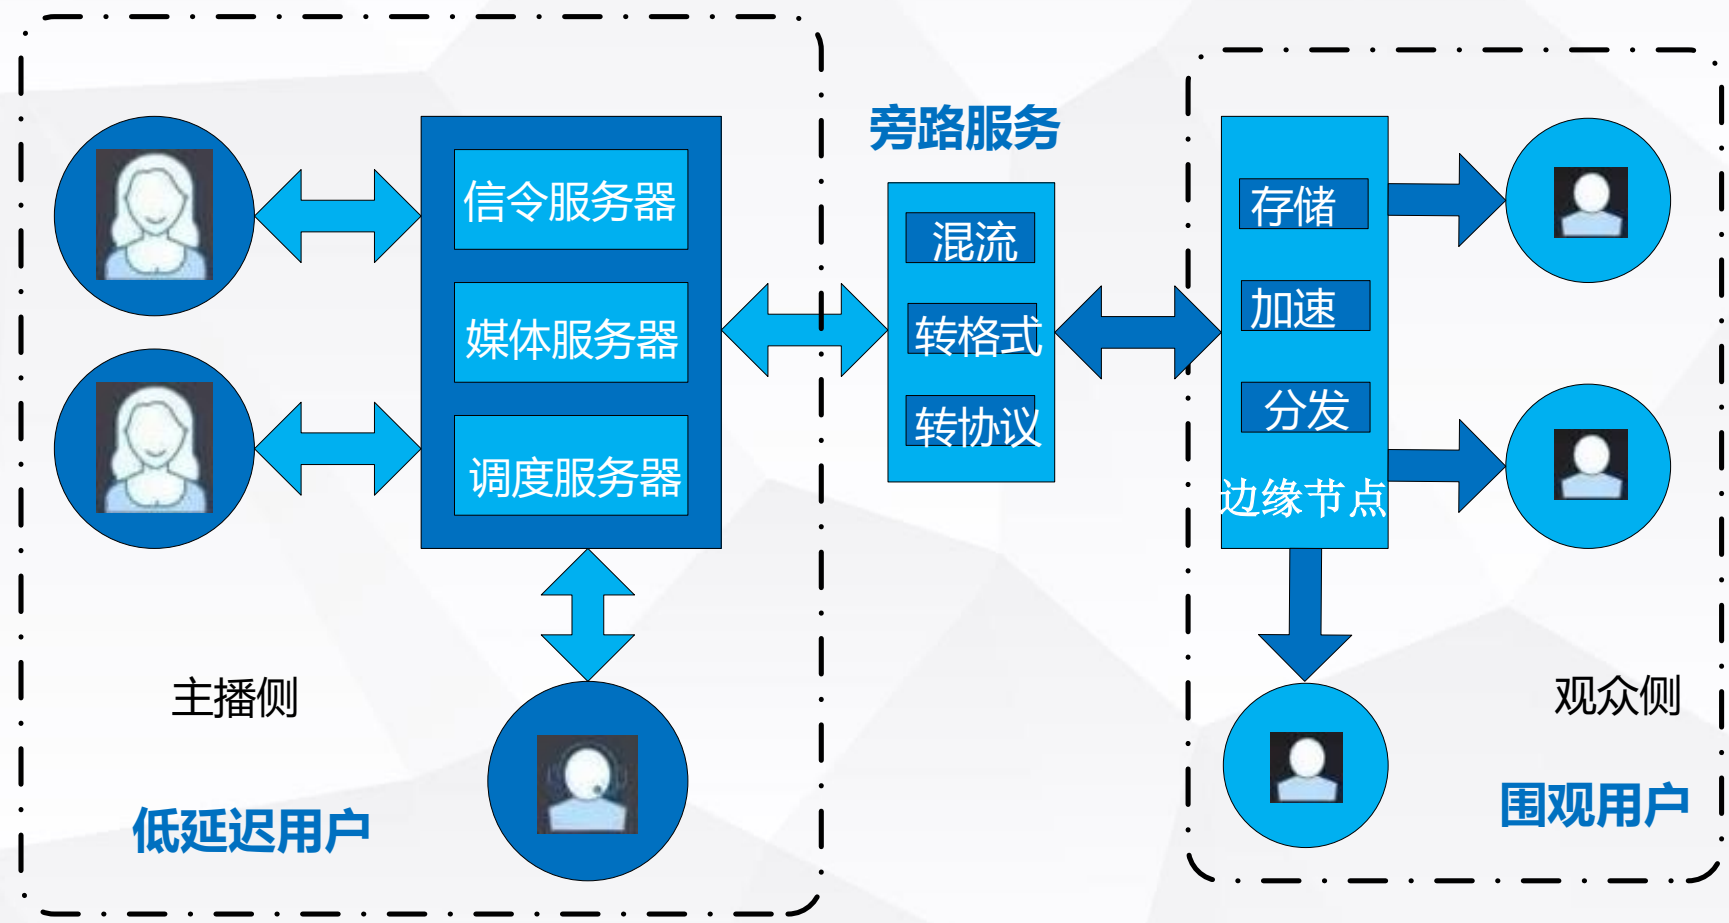 信令服务器
媒体服务器
调度服务器
主播侧
低延迟用户
旁路服务
混流
转格式
转协议
存储
加速
分发
边缘节点
观众侧
围观用户